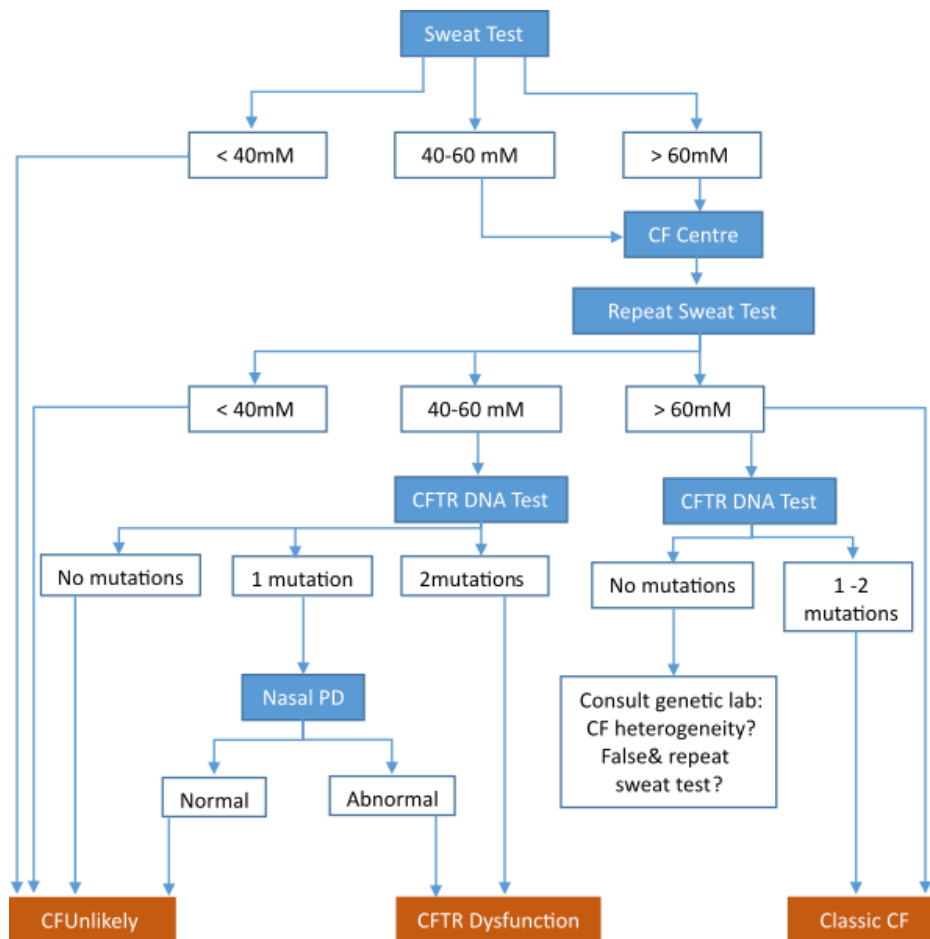 Sweat Test
< 40mM
40-60 mM
> 60mM
CF Centre
Repeat Sweat Test
< 40mM
40-60 mM
> 60mM
CFTR DNA Test
CFTR DNA Test
No mutations
1 mutation
2mutations
No mutations
1 -2
mutations
Nasal PD
Consult genetic lab:
CF heterogeneity?
False& repeat
sweat test?
Normal
Abnormal
CFUnlikely
CFTR Dysfunction
Classic CF